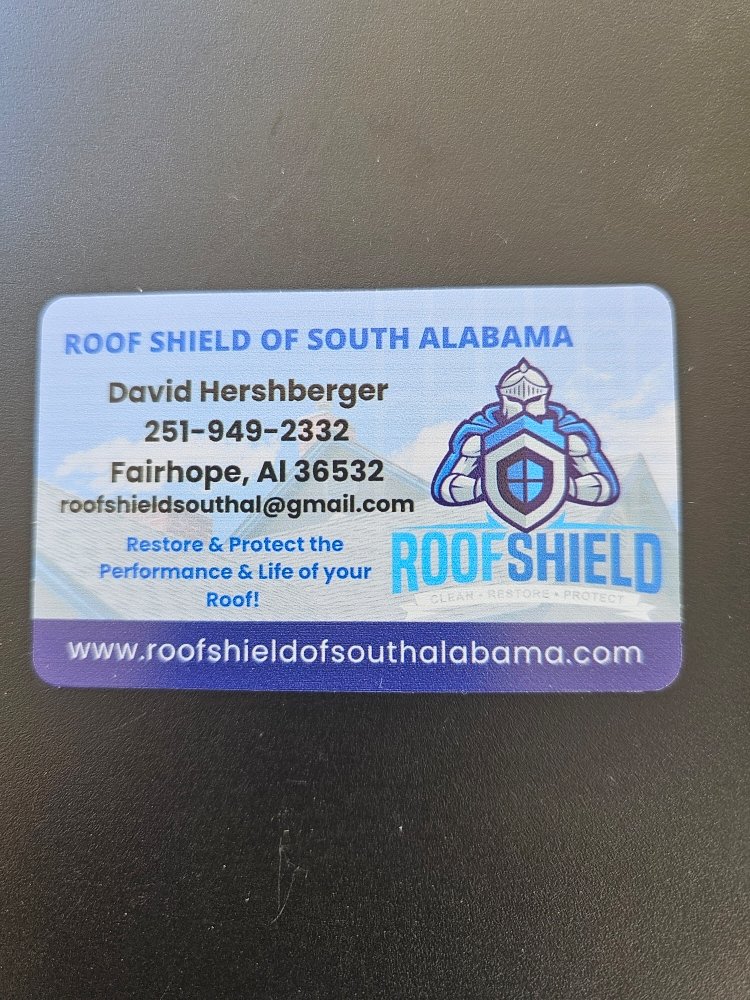 ROOF SHIELD OF SOUTH ALABAMA
David Hershberger
251-949-2332
Fairhope, Al 36532
roofshieldsouthal@gmail.com
Restore & Protect the
Performance & Life of your
Roof!
ROOFSHIELD
CLEAN • RESTORE • PROTECT
www.roofshieldofsouthalabama.com